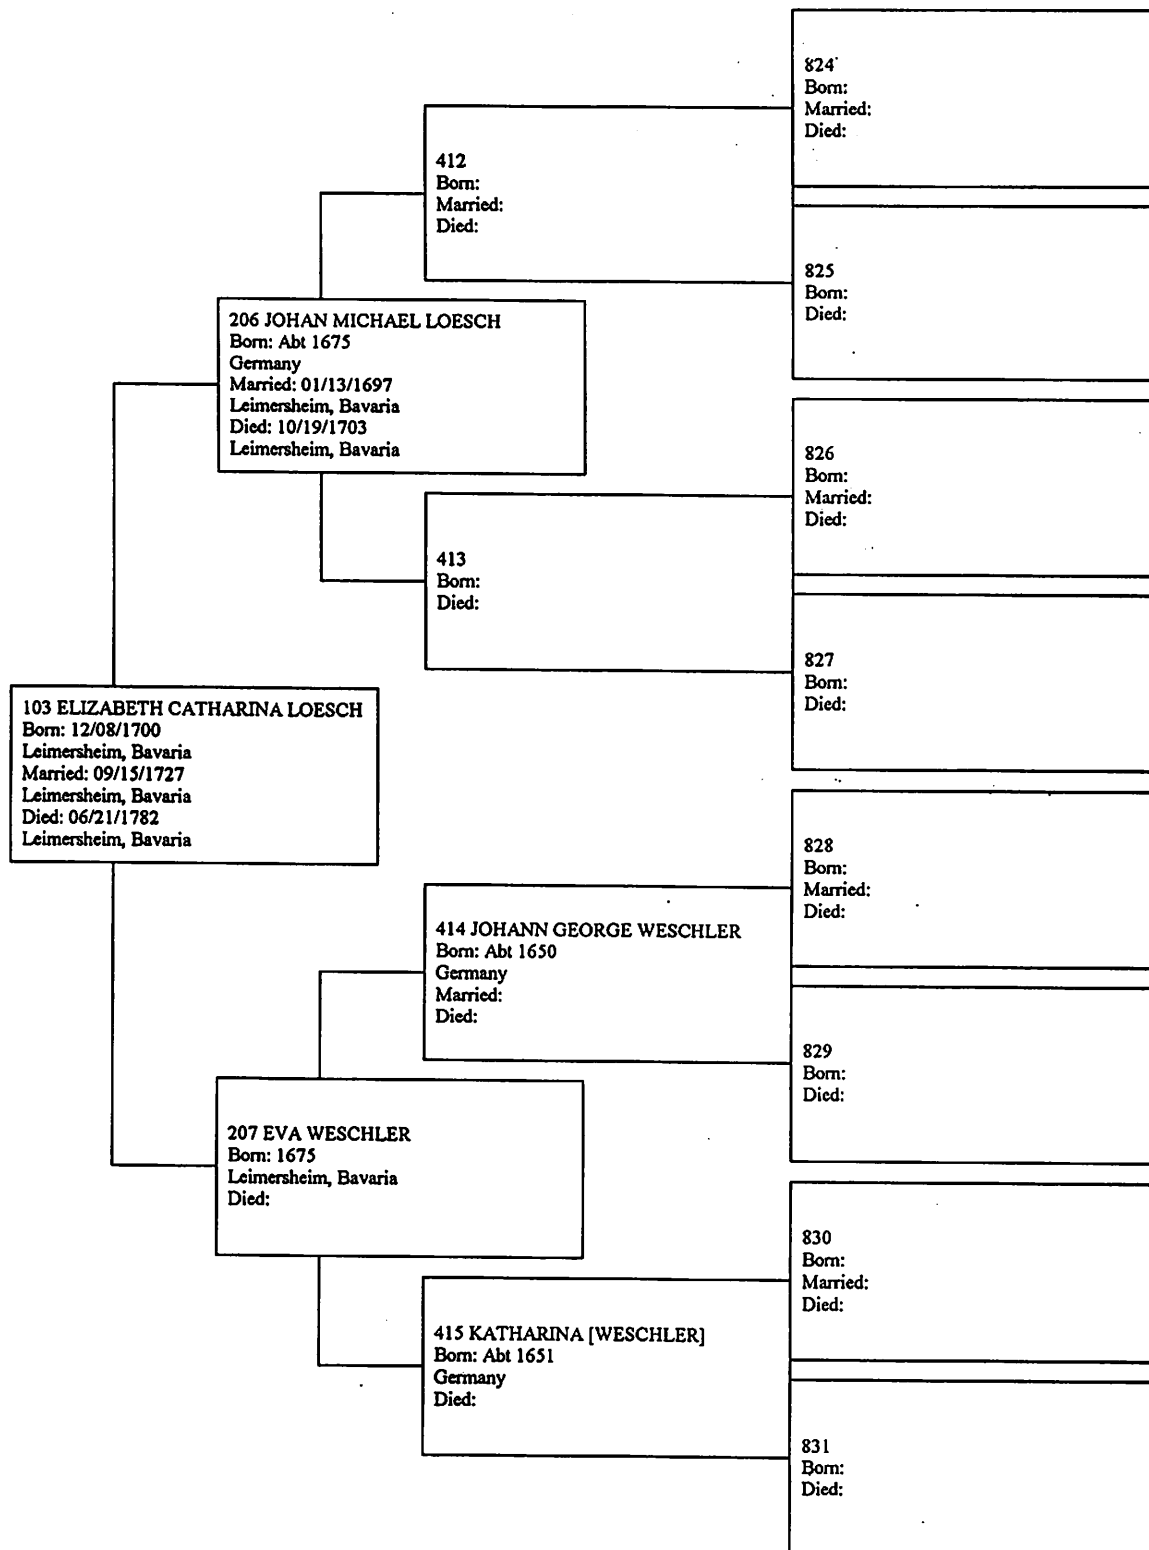 824
Born:
Married:
Died:
412
Born:
Married:
Died:
825
Born:
Died:
206 JOHAN MICHAEL LOESCH
Born: Abt 1675
Germany
Married: 01/13/1697
Leimersheim, Bavaria
Died: 10/19/1703
Leimersheim, Bavaria
826
Born:
Married:
Died:
413
Born:
Died:
827
Born:
Died:
103 ELIZABETH CATHARINA LOESCH
Born: 12/08/1700
Leimersheim, Bavaria
Married: 09/15/1727
Leimersheim, Bavaria
Died: 06/21/1782
Leimersheim, Bavaria
828
Born:
Married:
Died:
414 JOHANN GEORGE WESCHLER
Born: Abt 1650
Germany
Married:
Died:
829
Born:
Died:
207 EVA WESCHLER
Born: 1675
Leimersheim, Bavaria
Died:
830
Born:
Married:
Died:
415 KATHARINA [WESCHLER]
Born: Abt 1651
Germany
Died:
831
Born:
Died: